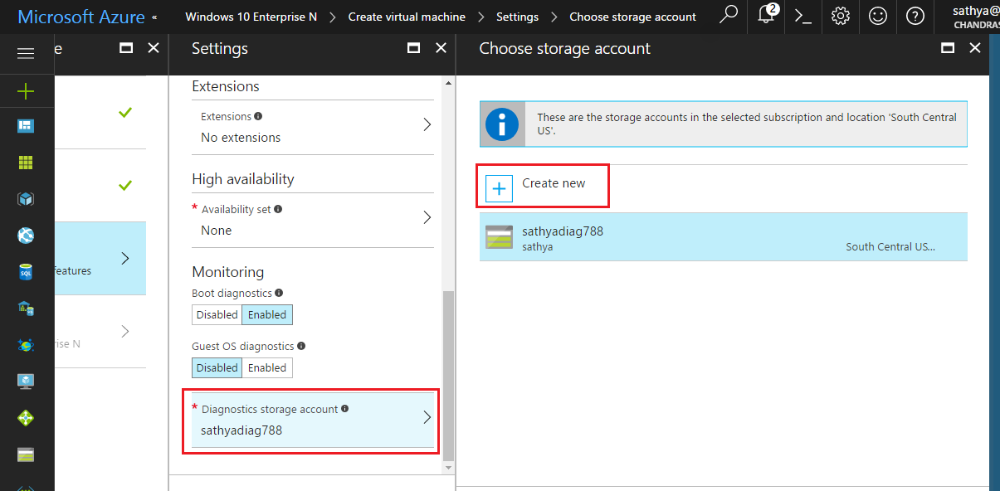 Microsoft Azure «
Windows 10 Enterprise N > Create virtual machine > Settings > Choose storage account
2
>_
?
sathya@
CHANDRAS
e
Settings
Choose storage account
Extensions
Extensions
No extensions
High availability
* Availability set
None
Monitoring
Boot diagnostics
Disabled Enabled
Guest OS diagnostics
Disabled Enabled
* Diagnostics storage account
sathyadiag788
features
rise N
SQL
These are the storage accounts in the selected subscription and location 'South Central
US'.
Create new
sathyadiag788
sathya
South Central US...